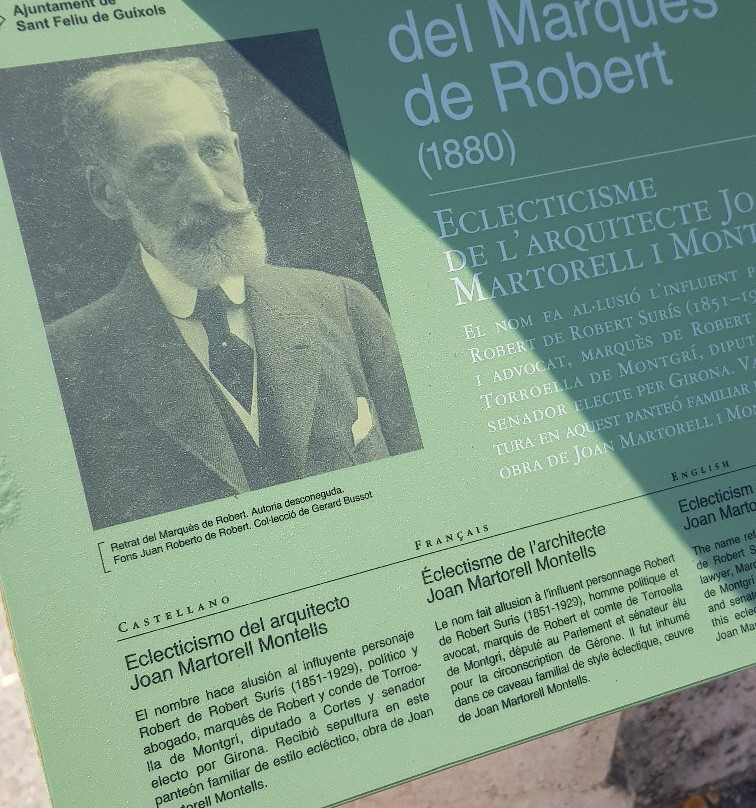 Ajuntament de
Sant Feliu de Guíxols
del Marquès
de Robert
(1880)
Eclecticisme
de l'arquitecte Jo
Martorell i Mont
El nom fa al·lusió l'influent
Robert de Robert Surís (1851-19
i advocat, marquès de Robert
Torroella de Montgrí, diput
senador electe per Girona. Va
tura en aquest panteó familiar
obra de Joan Martorell i Mo
Retrat del Marquès de Robert. Autoria desconeguda.
Fons Juan Roberto de Robert. Col·lecció de Gerard Bussot
Castellano
Eclecticismo del arquitecto
Joan Martorell Montells
El nombre hace alusión al influyente personaje
Robert de Robert Surís (1851-1929), político y
abogado, marqués de Robert y conde de Torroe-
lla de Montgrí, diputado a Cortes y senador
electo por Girona. Recibió sepultura en este
panteón familiar de estilo ecléctico, obra de Joan
torell Montells.
Français
Éclectisme de l'architecte
Joan Martorell Montells
Le nom fait allusion à l'influent personnage Robert
de Robert Surís (1851-1929), homme politique et
avocat, marquis de Robert et comte de Torroella
de Montgrí, député au Parlement et sénateur élu
pour la circonscription de Gérone. Il fut inhumé
dans ce caveau familial de style éclectique, œuvre
de Joan Martorell Montells.
English
Eclecticism
Joan Marto
The name ref
de Robert S
lawyer, Marq
de Montgrí
and senat
this ecle
Joan Ma